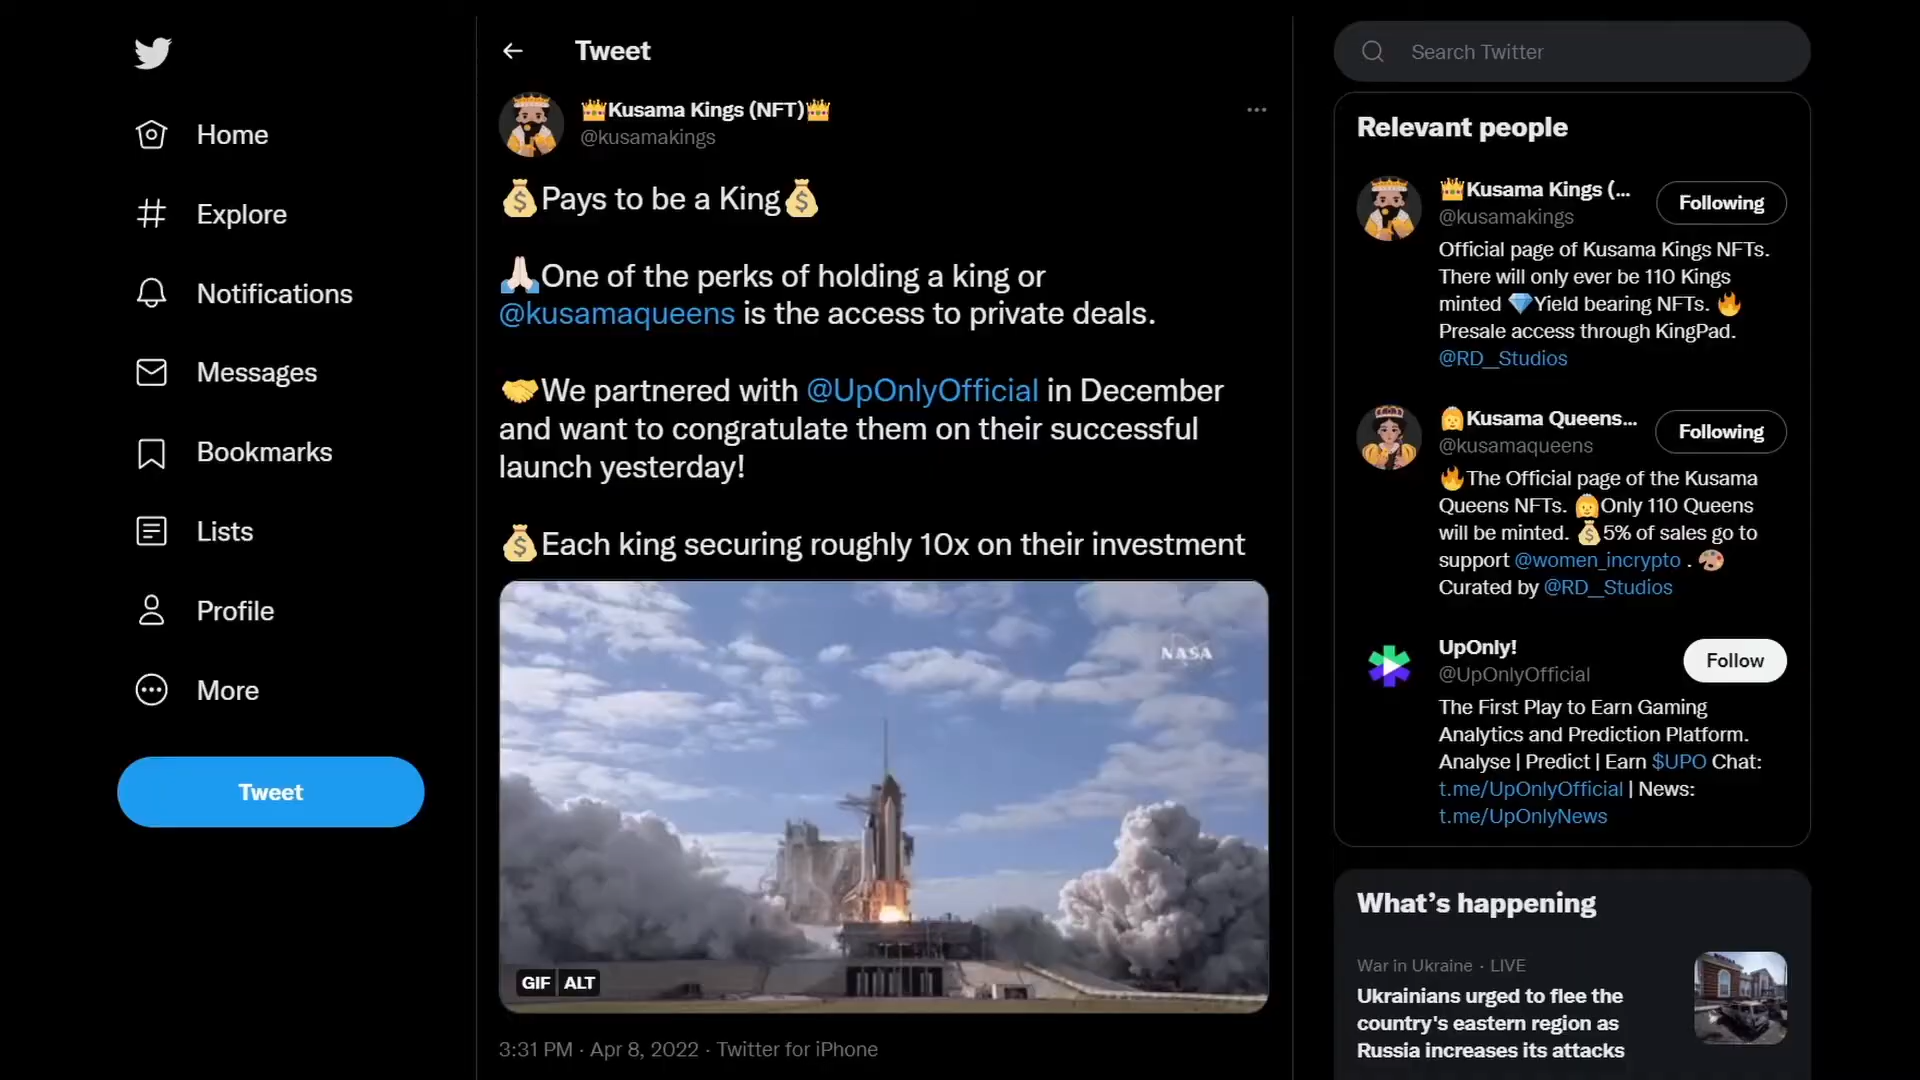 Home
Explore
Notifications
Messages
Bookmarks
Lists
Profile
More
Tweet
Tweet
👑Kusama Kings (NFT)👑
@kusamakings
💰Pays to be a King💰
🙏🏻One of the perks of holding a king or
@kusamaqueens is the access to private deals.
🤝We partnered with @UpOnlyOfficial in December
and want to congratulate them on their successful
launch yesterday!
💰Each king securing roughly 10x on their investment
NASA
GIF ALT
3:31 PM · Apr 8, 2022 · Twitter for iPhone
Search Twitter
Relevant people
👑Kusama Kings (...
@kusamakings
Following
Official page of Kusama Kings NFTs.
There will only ever be 110 Kings
minted 💎Yield bearing NFTs. 🔥
Presale access through KingPad.
@RD__Studios
👸Kusama Queens...
@kusamaqueens
Following
🔥The Official page of the Kusama
Queens NFTs. 👸Only 110 Queens
will be minted. 💰5% of sales go to
support @women_incrypto . 🎨
Curated by @RD__Studios
UpOnly!
@UpOnlyOfficial
Follow
The First Play to Earn Gaming
Analytics and Prediction Platform.
Analyse | Predict | Earn $UPO Chat:
t.me/UpOnlyOfficial | News:
t.me/UpOnlyNews
What's happening
War in Ukraine · LIVE
Ukrainians urged to flee the
country's eastern region as
Russia increases its attacks